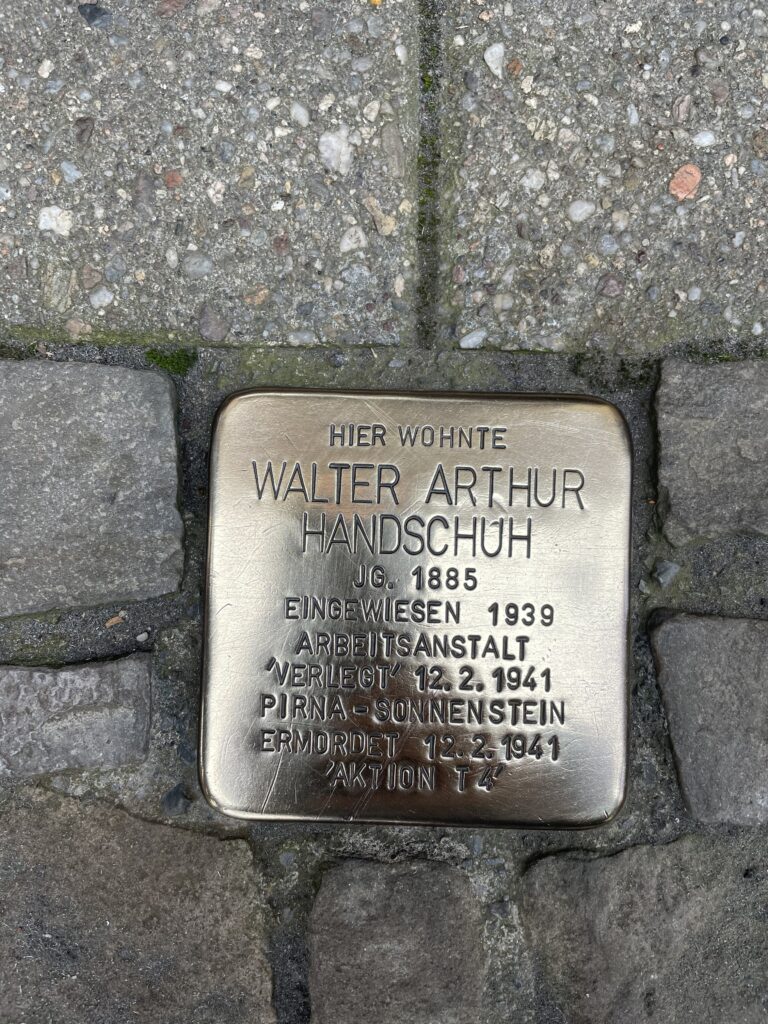 HIER WOHNTE
WALTER ARTHUR
HANDSCHUH
JG. 1885
EINGEWIESEN 1939
ARBEITSANSTALT
'VERLEGT' 12.2.1941
PIRNA-SONNENSTEIN
ERMORDET 12.2.1941
'AKTION T4'